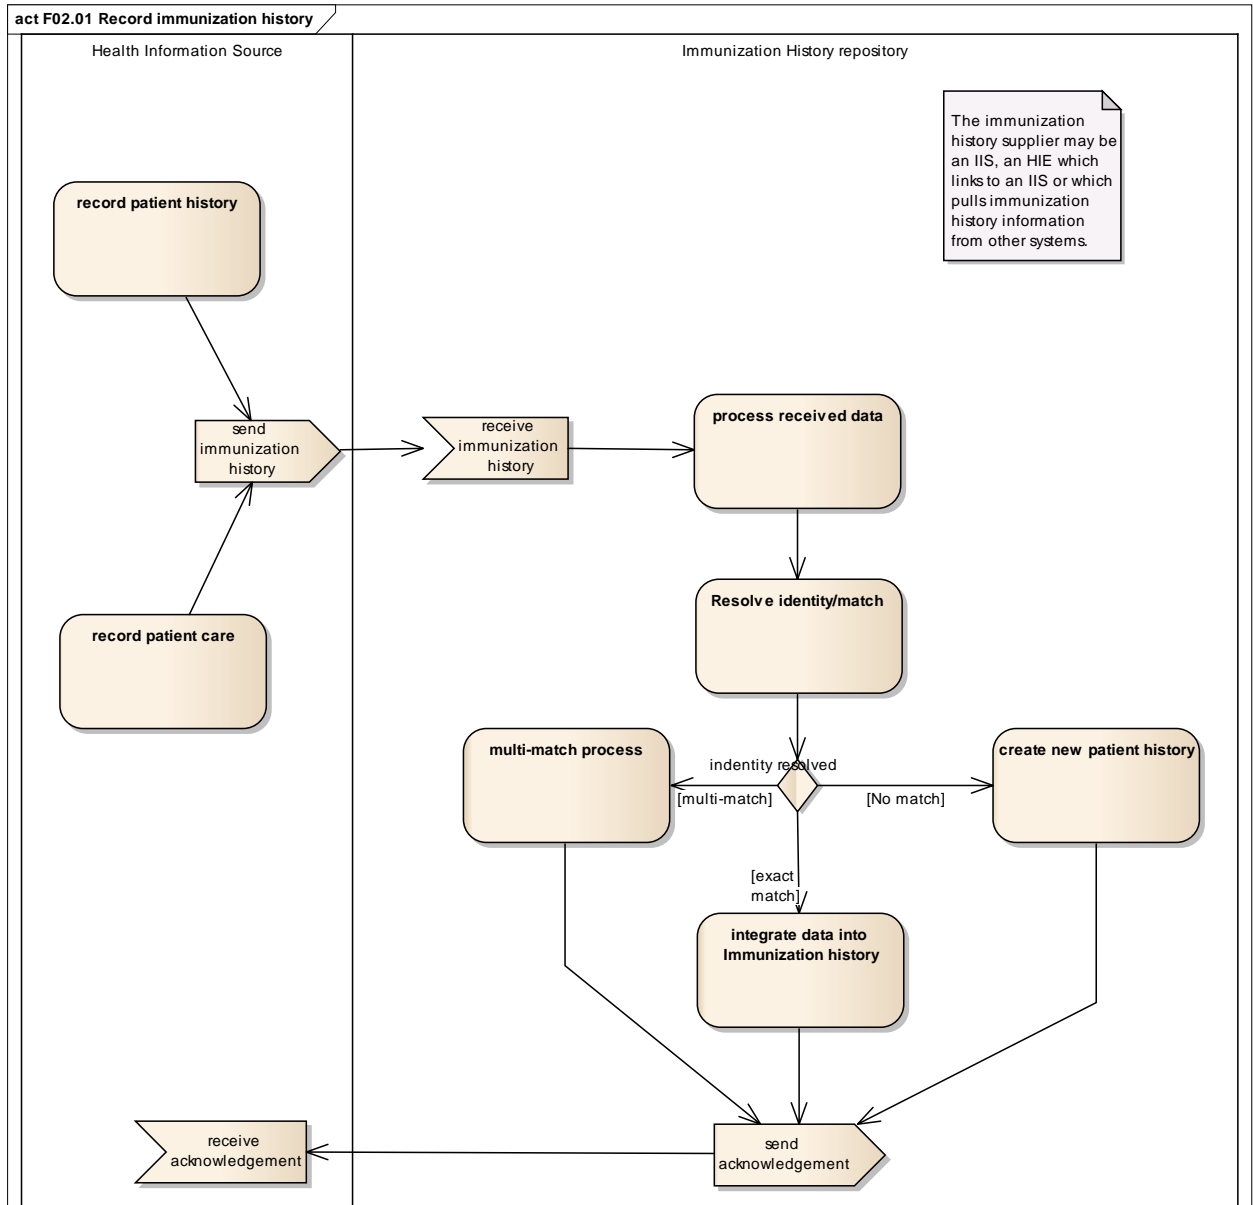 act F02.01 Record immunization history
Health Information Source
Immunization History repository
The immunization
history supplier may be
an IIS, an HIE which
links to an IIS or which
pulls immunization
history information
from other systems.
record patient history
send
immunization
history
receive
immunization
history
process received data
Resolve identity/match
record patient care
multi-match process
indentity resolved
create new patient history
[multi-match]
[No match]
[exact
match]
integrate data into
Immunization history
receive
acknowledgement
send
acknowledgement